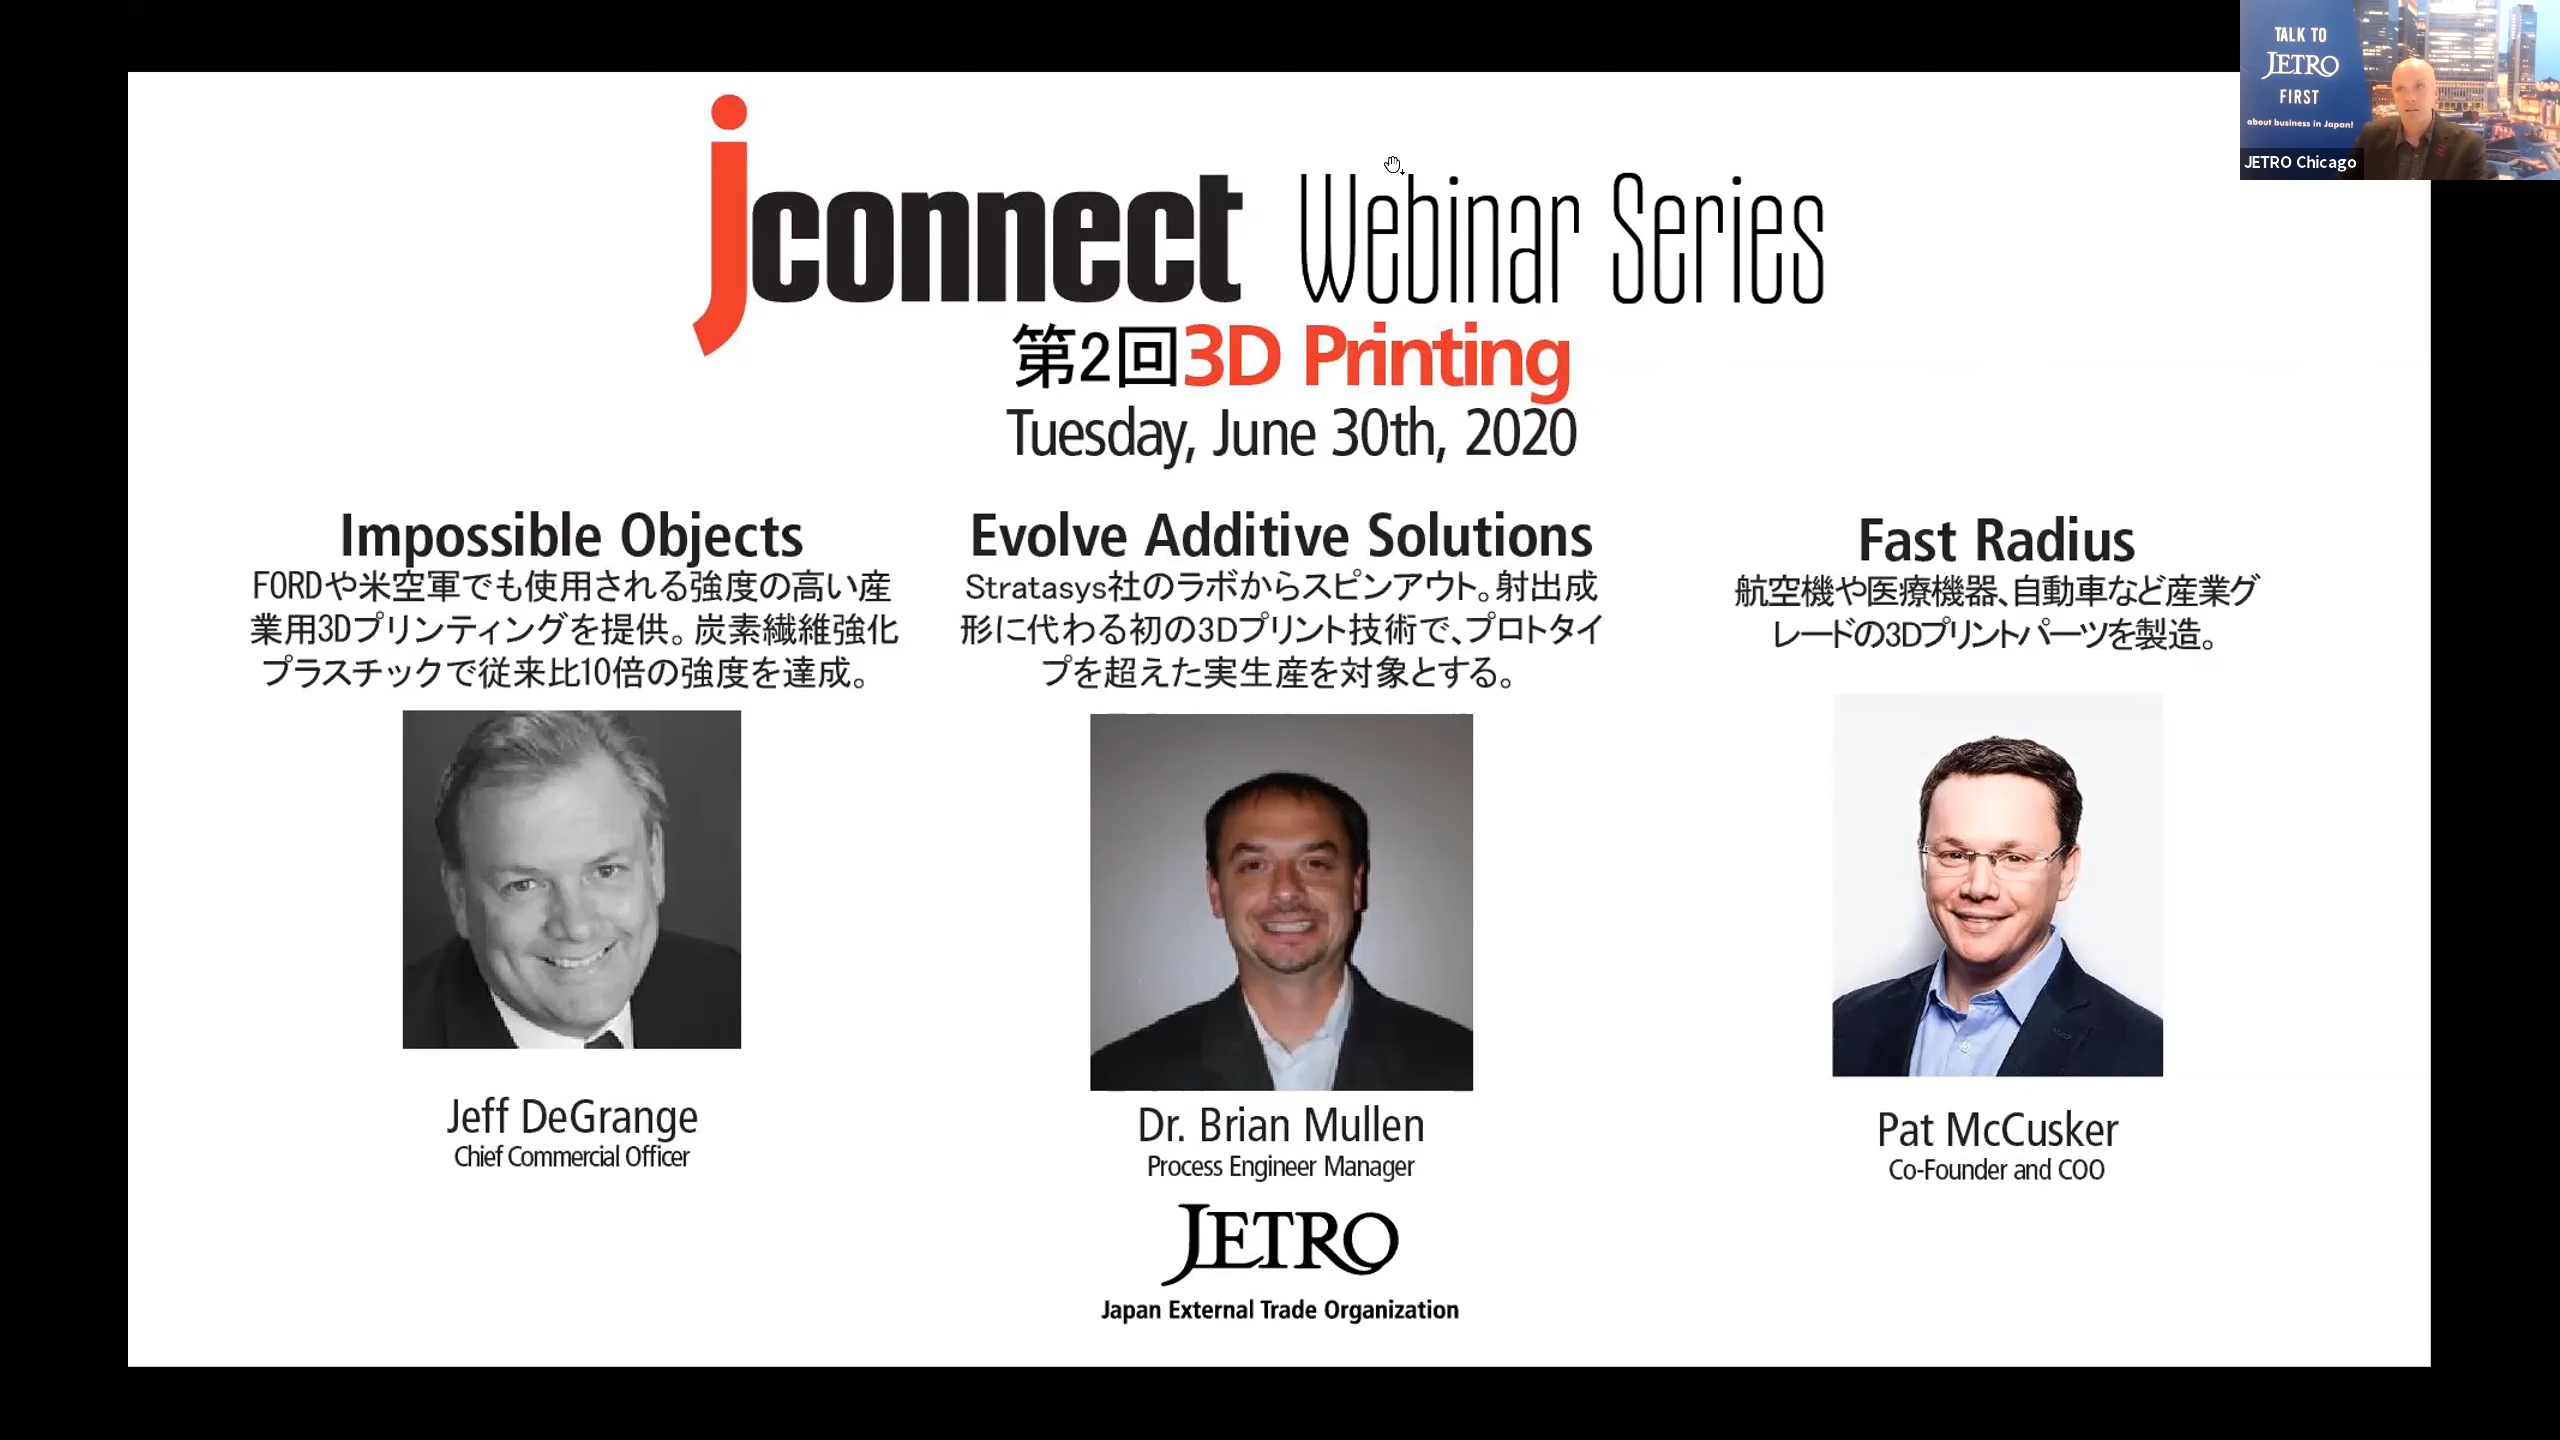 TALK TO
JETRO
FIRST
about business in Japan!
JETRO Chicago
jconnect Webinar Series
第2回3D Printing
Tuesday, June 30th, 2020
Impossible Objects
FORDや米空軍でも使用される強度の高い産
業用3Dプリンティングを提供。炭素繊維強化
プラスチックで従来比10倍の強度を達成。
Jeff DeGrange
Chief Commercial Officer
Evolve Additive Solutions
Stratasys社のラボからスピンアウト。射出成
形に代わる初の3Dプリント技術で、プロトタイ
プを超えた実生産を対象とする。
Dr. Brian Mullen
Process Engineer Manager
Fast Radius
航空機や医療機器、自動車など産業グ
レードの3Dプリントパーツを製造。
Pat McCusker
Co-Founder and COO
JETRO
Japan External Trade Organization